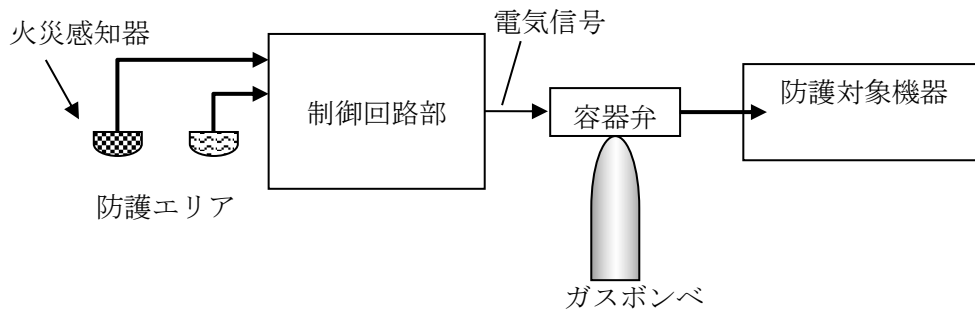 火災感知器
電気信号
制御回路部
容器弁
防護対象機器
防護エリア
ガスボンベ